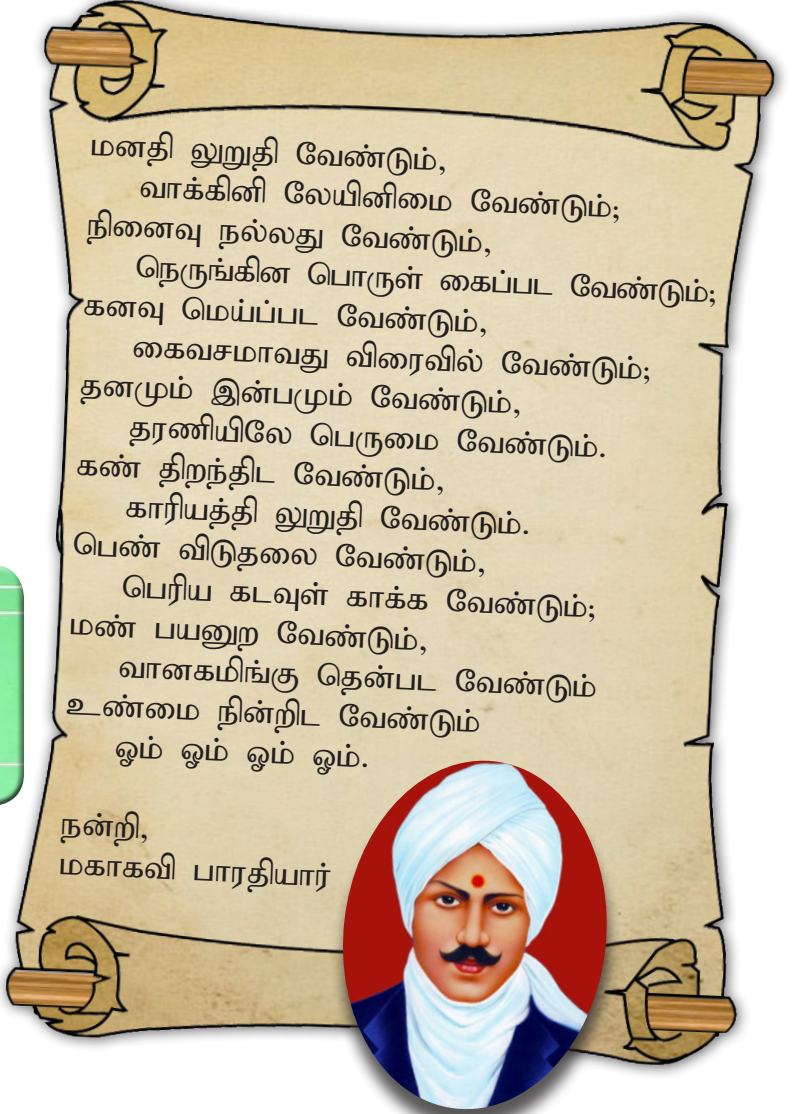 மனதி லுறுதி வேண்டும்,
வாக்கினி லேயினிமை வேண்டும்;
நினைவு நல்லது வேண்டும்,
நெருங்கின பொருள் கைப்பட வேண்டும்;
கனவு மெய்ப்பட வேண்டும்,
கைவசமாவது விரைவில் வேண்டும்;
தனமும் இன்பமும் வேண்டும்,
தரணியிலே பெருமை வேண்டும்.
கண் திறந்திட வேண்டும்,
காரியத்தி லுறுதி வேண்டும்.
பெண் விடுதலை வேண்டும்,
பெரிய கடவுள் காக்க வேண்டும்;
மண் பயனுற வேண்டும்,
வானகமிங்கு தென்பட வேண்டும்
உண்மை நின்றிட வேண்டும்
ஓம் ஓம் ஓம் ஓம்.
நன்றி,
மகாகவி பாரதியார்